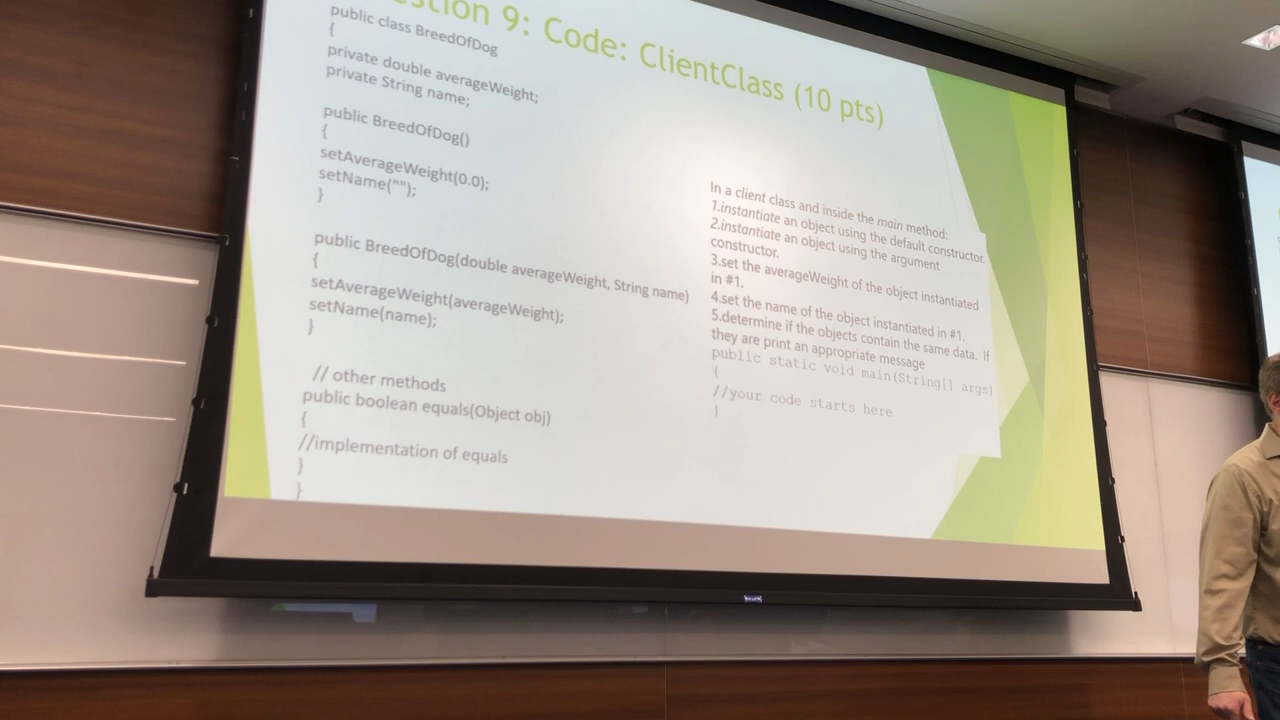 9: Code: ClientClass (10 pts)
public class BreedOfDog
{
private double averageWeight;
private String name;
public BreedOfDog()
{
setAverageWeight(0.0);
setName("");
}
public BreedOfDog(double averageWeight, String name)
{
setAverageWeight(averageWeight);
setName(name);
}
// other methods
public boolean equals(Object obj)
{
//implementation of equals
}
}
In a client class and inside the main method:
1.instantiate an object using the default constructor.
2.instantiate an object using the argument
constructor.
3.set the averageWeight of the object instantiated
in #1.
4.set the name of the object instantiated in #1.
5.determine if the objects contain the same data. If
they are print an appropriate message
public static void main(String[] args)
{
//your code starts here
}